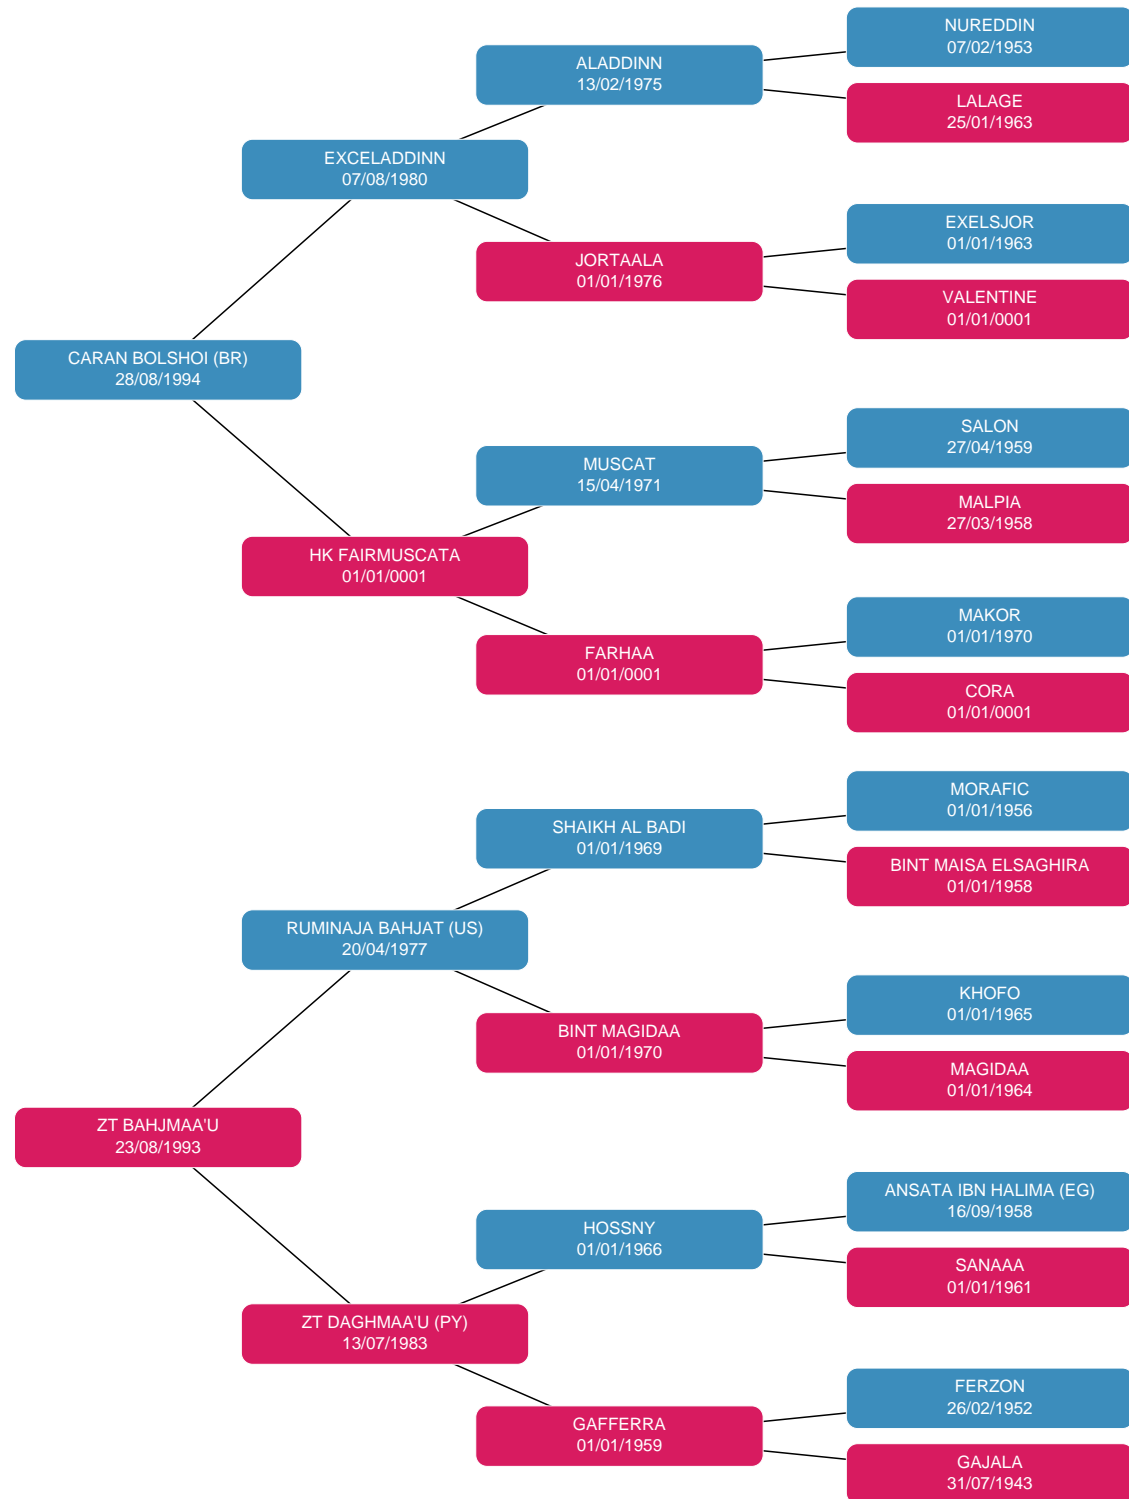 NUREDDIN
07/02/1953
ALADDINN
13/02/1975
LALAGE
25/01/1963
EXCELADDINN
07/08/1980
EXELSJOR
01/01/1963
JORTAALA
01/01/1976
VALENTINE
01/01/0001
CARAN BOLSHOI (BR)
28/08/1994
SALON
27/04/1959
MUSCAT
15/04/1971
MALPIA
27/03/1958
HK FAIRMUSCATA
01/01/0001
MAKOR
01/01/1970
FARHAA
01/01/0001
CORA
01/01/0001
MORAFIC
01/01/1956
SHAIKH AL BADI
01/01/1969
BINT MAISA ELSAGHIRA
01/01/1958
RUMINAJA BAHJAT (US)
20/04/1977
KHOFO
01/01/1965
BINT MAGIDAA
01/01/1970
MAGIDAA
01/01/1964
ZT BAHJMAA'U
23/08/1993
ANSATA IBN HALIMA (EG)
16/09/1958
HOSSNY
01/01/1966
SANAAA
01/01/1961
ZT DAGHMAA'U (PY)
13/07/1983
FERZON
26/02/1952
GAFFERRA
01/01/1959
GAJALA
31/07/1943